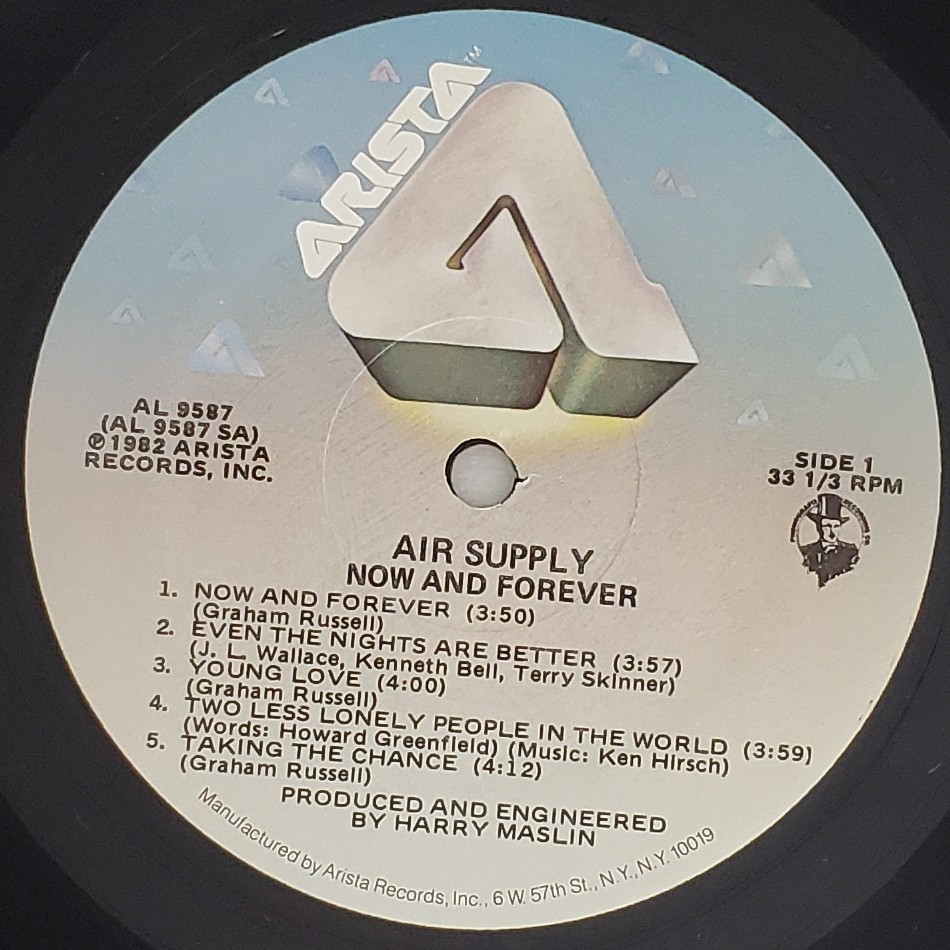 ARISTA™
AL 9587
(AL 9587 SA)
℗1982 ARISTA
RECORDS, INC.
SIDE 1
33 1/3 RPM
AIR SUPPLY
NOW AND FOREVER
1. NOW AND FOREVER (3:50)
(Graham Russell)
2. EVEN THE NIGHTS ARE BETTER (3:57)
(J. L. Wallace, Kenneth Bell, Terry Skinner)
3. YOUNG LOVE (4:00)
(Graham Russell)
4. TWO LESS LONELY PEOPLE IN THE WORLD (3:59)
(Words: Howard Greenfield) (Music: Ken Hirsch)
5. TAKING THE CHANCE (4:12)
(Graham Russell)
PRODUCED AND ENGINEERED
BY HARRY MASLIN
Manufactured by Arista Records, Inc., 6 W. 57th St., N.Y., N.Y. 10019